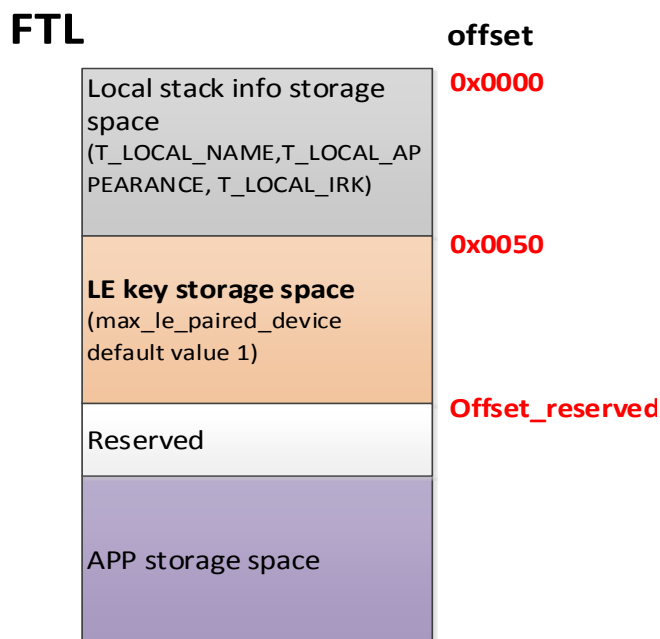 FTL
offset
Local stack info storage
space
(T_LOCAL_NAME,T_LOCAL_AP
PEARANCE, T_LOCAL_IRK)
0x0000
0x0050
LE key storage space
(max_le_paired_device
default value 1)
Offset_reserved
Reserved
APP storage space